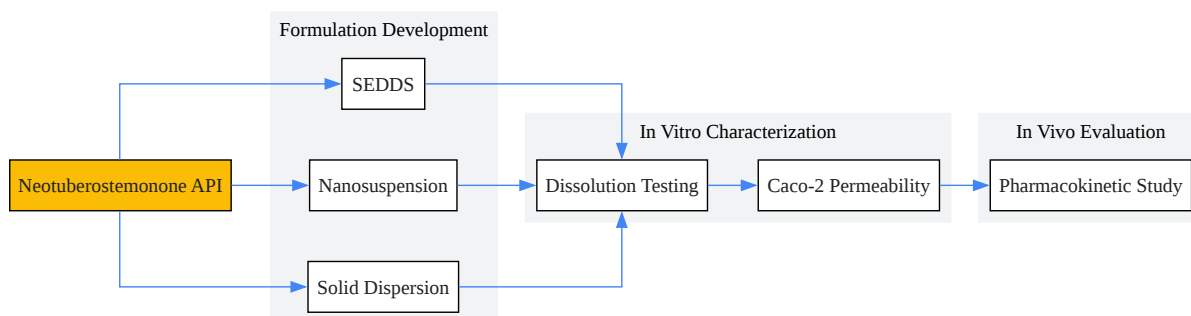 Formulation Development
SEDDS
In Vitro Characterization
In Vivo Evaluation
Neotuberostemonone API
Nanosuspension
Dissolution Testing
Caco-2 Permeability
Pharmacokinetic Study
Solid Dispersion